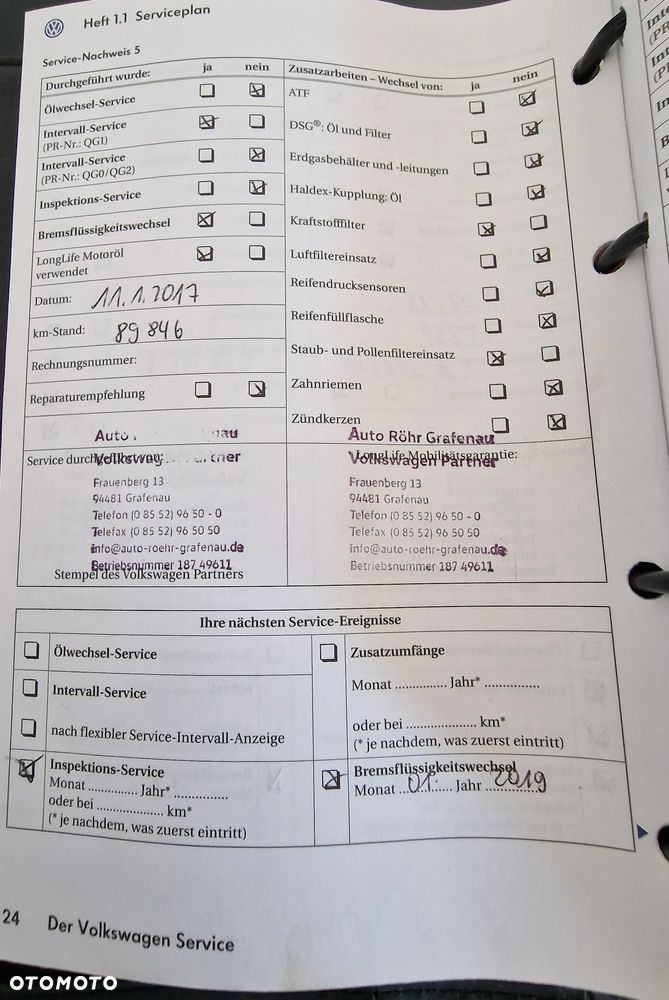 Heft 1.1 Serviceplan
Service-Nachweis 5
Durchgeführt wurde: ja nein
Ölwechsel-Service
Intervall-Service
(PR-Nr.: QG1)
Intervall-Service
(PR-Nr.: QG0/QG2)
Inspektions-Service
Bremsflüssigkeitswechsel
LongLife Motoröl
verwendet
Datum: 11.1.2017
km-Stand: 89846
Rechnungsnummer:
Reparaturempfehlung
Zusatzarbeiten – Wechsel von: ja nein
ATF
DSG®: Öl und Filter
Erdgasbehälter und -leitungen
Haldex-Kupplung: Öl
Kraftstofffilter
Luftfiltereinsatz
Reifendrucksensoren
Reifenfüllflasche
Staub- und Pollenfiltereinsatz
Zahnriemen
Zündkerzen
Auto
Service durch
Volkswag
Frauenberg 13
94481 Grafenau
Telefon (0 85 52) 96 50 - 0
Telefax (0 85 52) 96 50 50
info@auto-roehr-grafenau.de
Betriebsnummer 187 49611
Stempel des Volkswagen Partners
Auto Röhr Grafenau
LongLife Mobilitätsgarantie:
Volkswagen Partner
Frauenberg 13
94481 Grafenau
Telefon (0 85 52) 96 50 - 0
Telefax (0 85 52) 96 50 50
info@auto-roehr-grafenau.de
Betriebsnummer 187 49611
Ihre nächsten Service-Ereignisse
Ölwechsel-Service
Intervall-Service
nach flexibler Service-Intervall-Anzeige
Inspektions-Service
Monat .............. Jahr* ...............
oder bei .................. km*
(* je nachdem, was zuerst eintritt)
Zusatzumfänge
Monat .............. Jahr* ...............
oder bei ................... km*
(* je nachdem, was zuerst eintritt)
Bremsflüssigkeitswechsel
Monat 01 Jahr 2019
24 Der Volkswagen Service
OTOMOTO